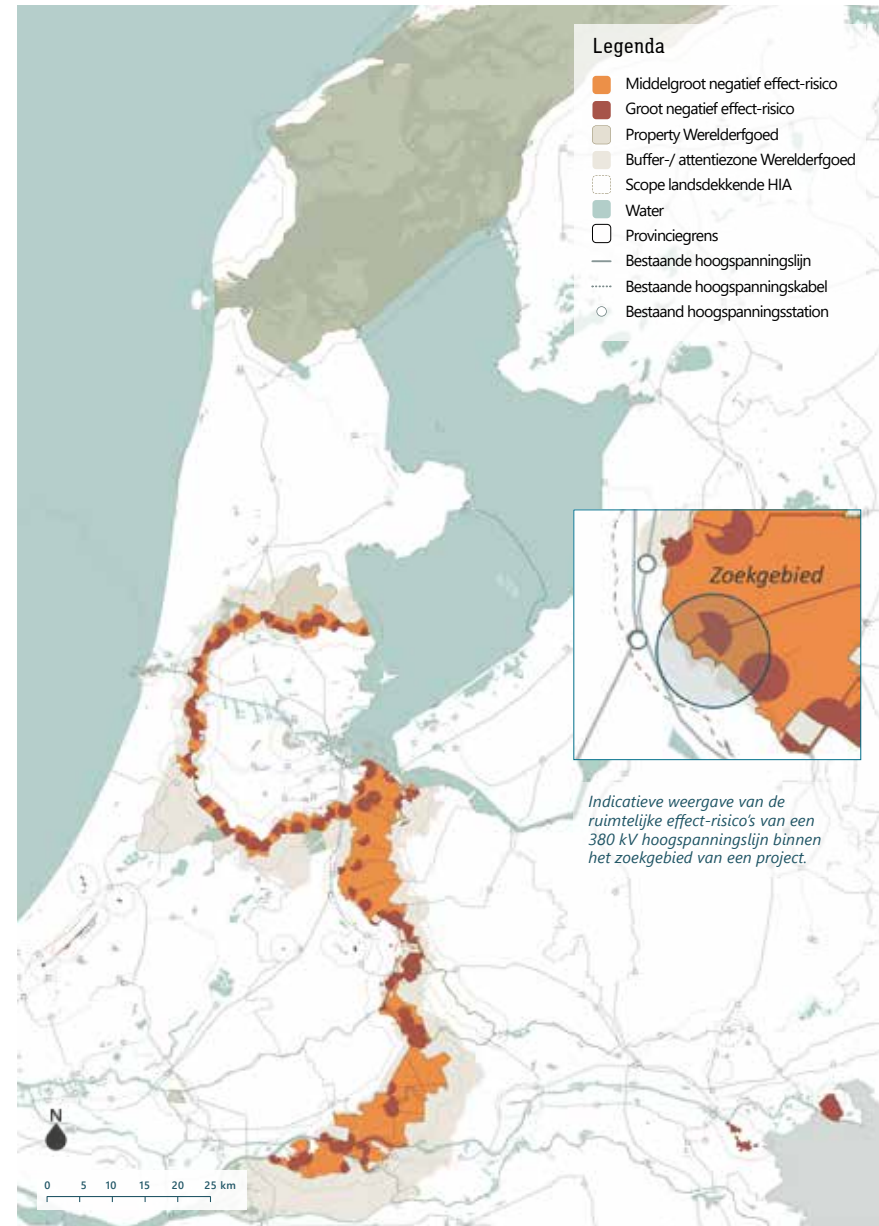 Legenda
Middelgroot negatief effect-risico
Groot negatief effect-risico
Property Werelderfgoed
Buffer-/ attentiezone Werelderfgoed
Scope landsdekkende HIA
Water
Provinciegrens
Bestaande hoogspanningslijn
Bestaande hoogspanningskabel
Bestaand hoogspanningsstation
Zoekgebied
Indicatieve weergave van de
ruimtelijke effect-risico's van een
380 kV hoogspanningslijn binnen
het zoekgebied van een project.
N
0 5 10 15 20 25 km